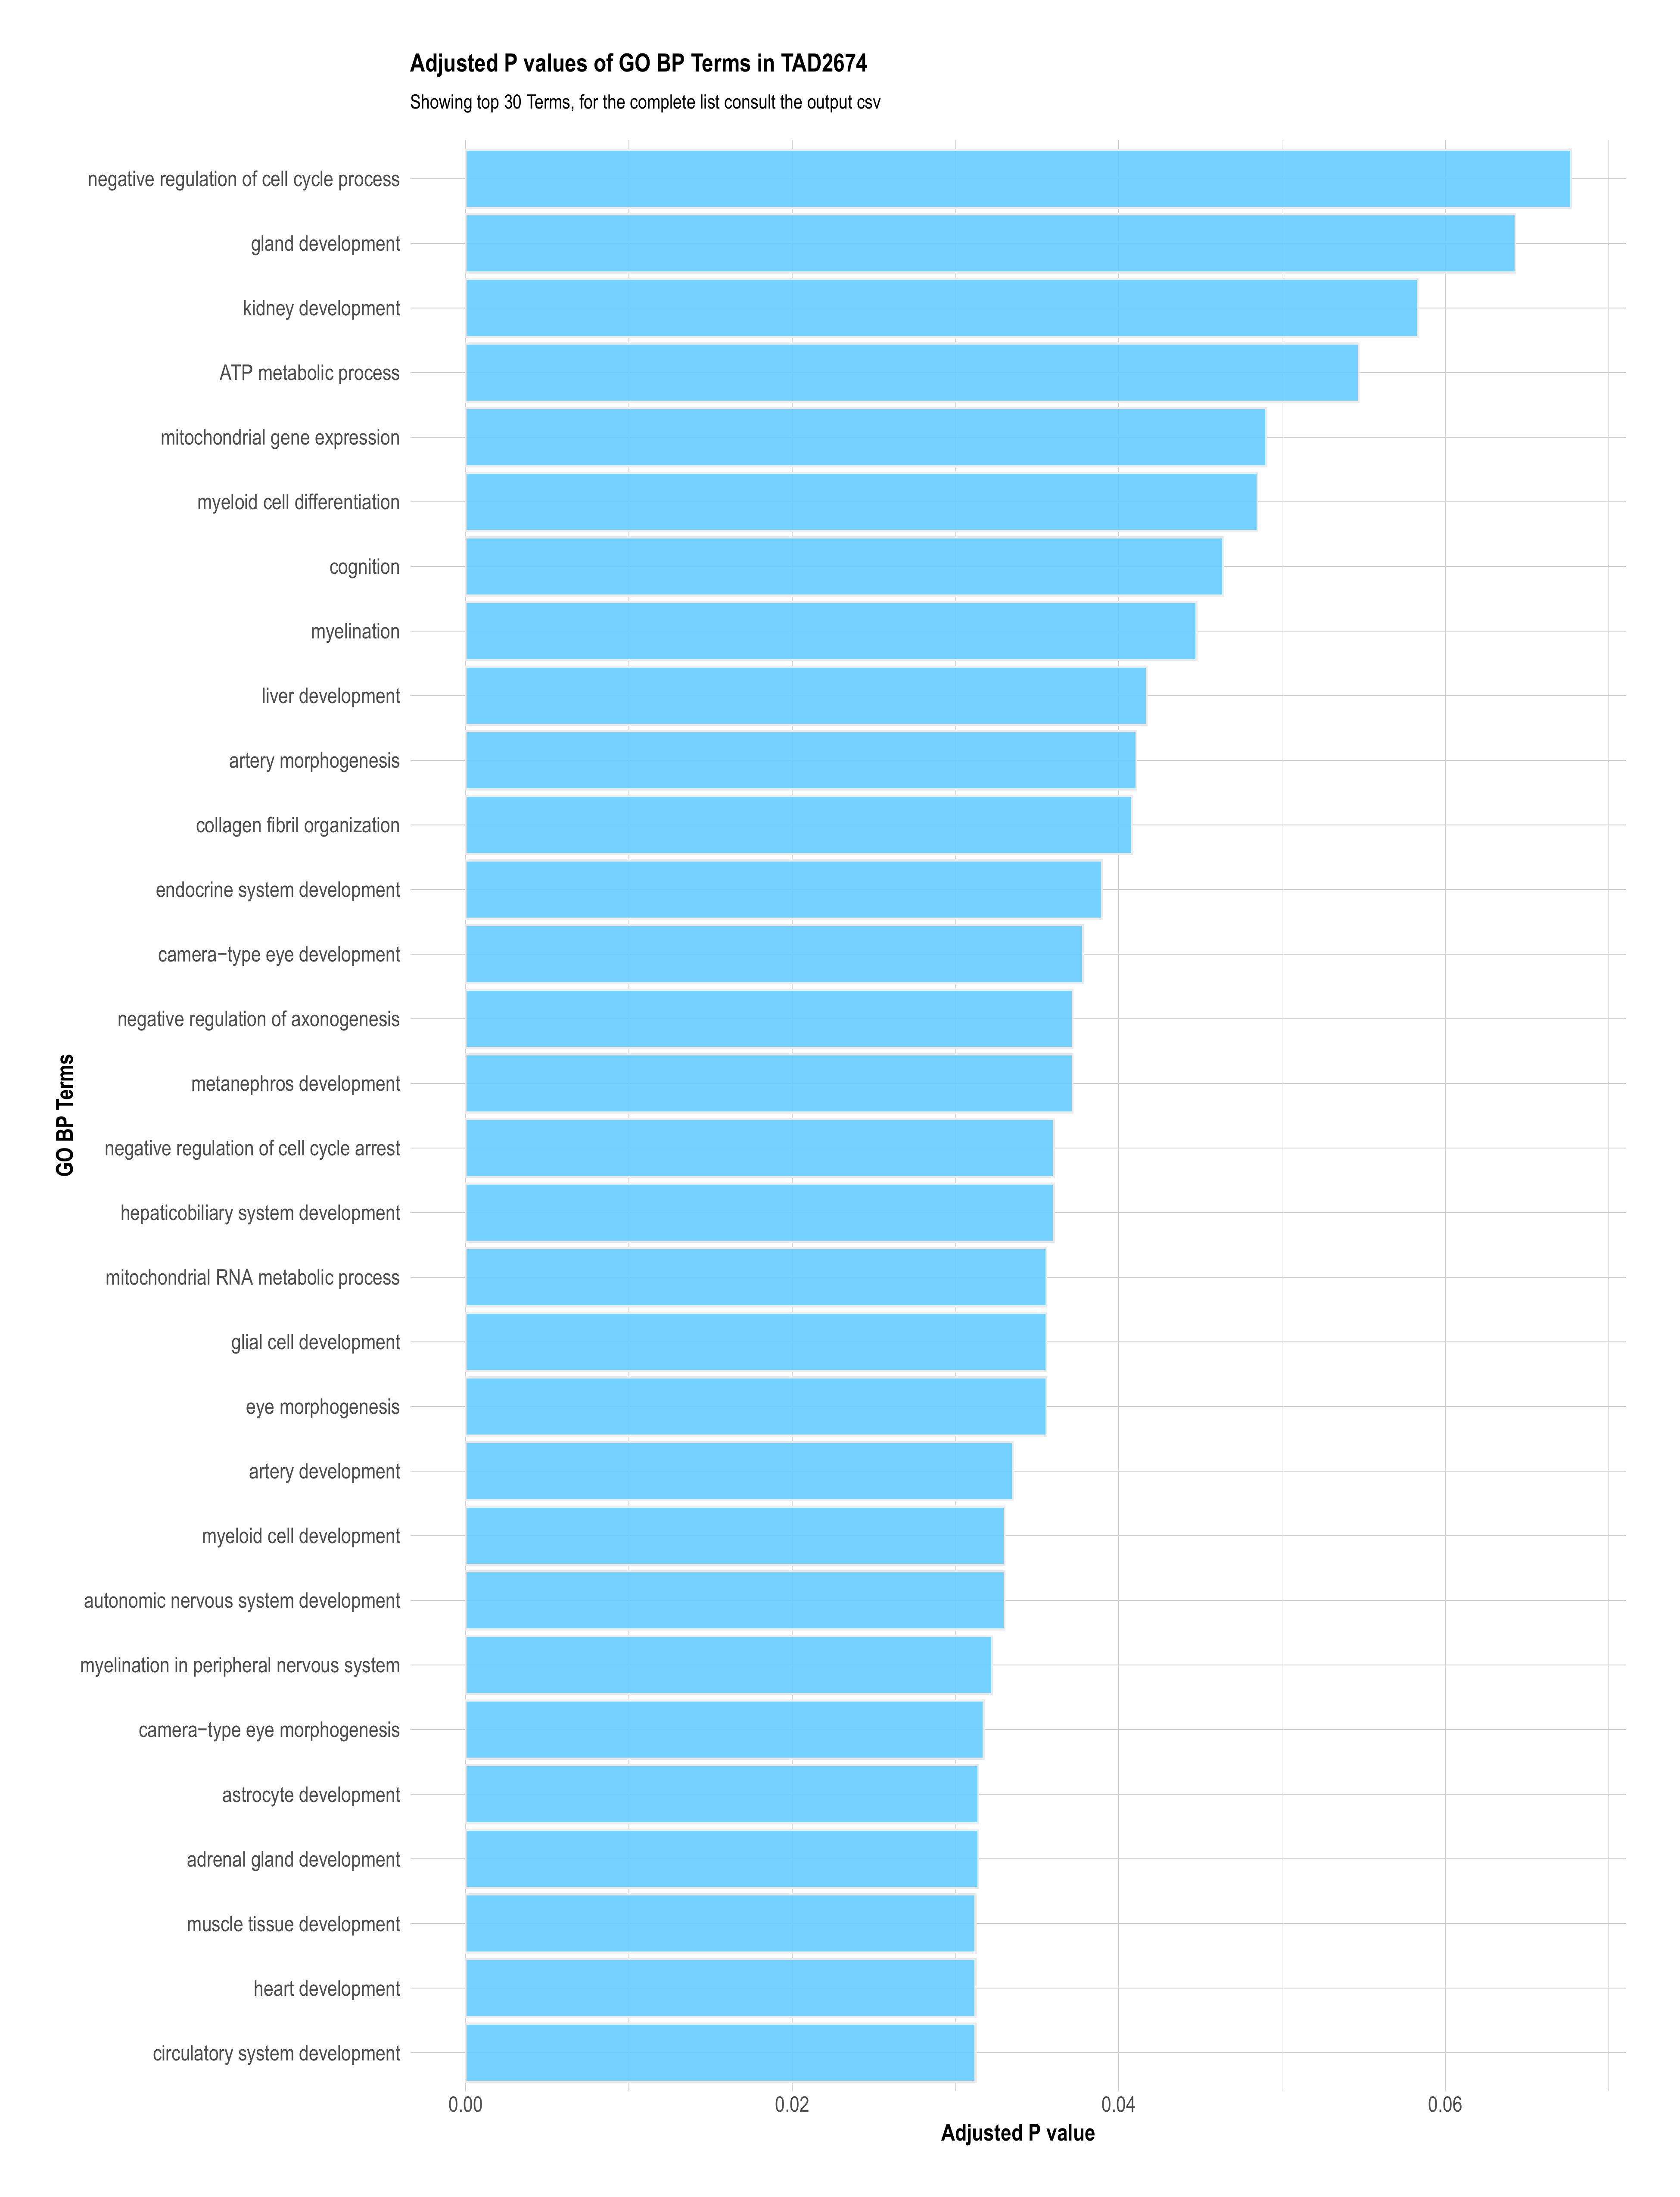 Adjusted P values of GO BP Terms in TAD2674
Showing top 30 Terms, for the complete list consult the output csv
negative regulation of cell cycle process
gland development
kidney development
ATP metabolic process
mitochondrial gene expression
myeloid cell differentiation
cognition
myelination
liver development
artery morphogenesis
collagen fibril organization
endocrine system development
camera−type eye development
negative regulation of axonogenesis
metanephros development
negative regulation of cell cycle arrest
hepaticobiliary system development
mitochondrial RNA metabolic process
glial cell development
eye morphogenesis
artery development
myeloid cell development
autonomic nervous system development
myelination in peripheral nervous system
camera−type eye morphogenesis
astrocyte development
adrenal gland development
muscle tissue development
heart development
circulatory system development
GO BP Terms
0.00 0.02 0.04 0.06
Adjusted P value